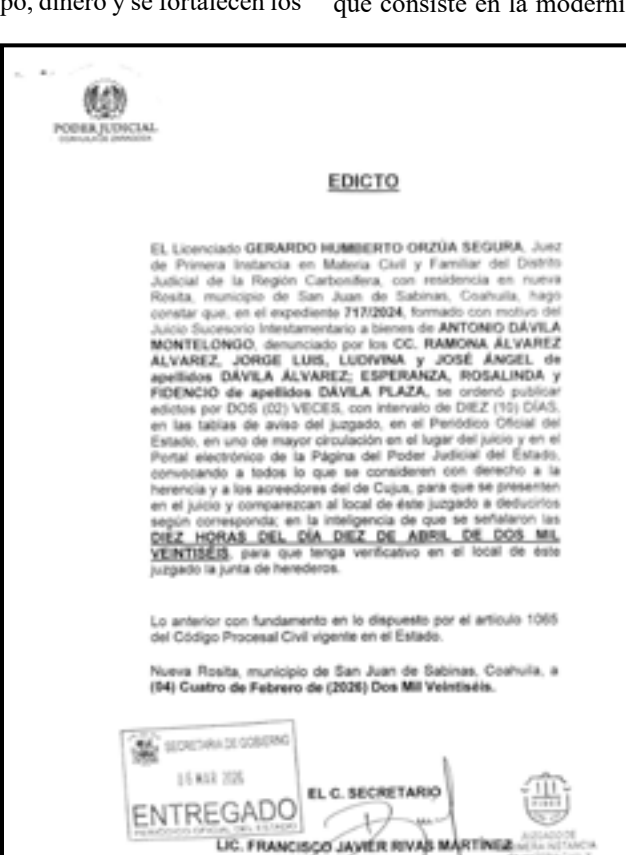 po, dinero y se fortalecen los
que consiste en la moderni
PODER JUDICIAL
COAHUILA DE ZARAGOZA
EDICTO
EL Licenciado GERARDO HUMBERTO ORZÚA SEGURA, Juez
de Primera Instancia en Materia Civil y Familiar del Distrito
Judicial de la Región Carbonífera, con residencia en nueva
Rosita, municipio de San Juan de Sabinas, Coahuila, hago
constar que, en el expediente 717/2024, formado con motivo del
Juicio Sucesorio Intestamentario a bienes de ANTONIO DÁVILA
MONTELONGO, denunciado por los CC. RAMONA ÁLVAREZ
ALVAREZ, JORGE LUIS, LUDIVINA y JOSÉ ÁNGEL de
apellidos DÁVILA ÁLVAREZ; ESPERANZA, ROSALINDA y
FIDENCIO de apellidos DÁVILA PLAZA, se ordenó publicar
edictos por DOS (02) VECES, con intervalo de DIEZ (10) DÍAS,
en las tablas de aviso del juzgado, en el Periódico Oficial del
Estado, en uno de mayor circulación en el lugar del juicio y en el
Portal electrónico de la Página del Poder Judicial del Estado,
convocando a todos lo que se consideren con derecho a la
herencia y a los acreedores del de Cujus, para que se presenten
en el juicio y comparezcan al local de éste juzgado a deducirlos
según corresponda; en la inteligencia de que se señalaron las
DIEZ HORAS DEL DÍA DIEZ DE ABRIL DE DOS MIL
VEINTISÉIS, para que tenga verificativo en el local de éste
juzgado la junta de herederos.
Lo anterior con fundamento en lo dispuesto por el artículo 1065
del Código Procesal Civil vigente en el Estado.
Nueva Rosita, municipio de San Juan de Sabinas, Coahuila, a
(04) Cuatro de Febrero de (2026) Dos Mil Veintiséis.
SECRETARIA DE GOBIERNO
16 MAR 2026
ENTREGADO
PERIÓDICO OFICIAL DEL ESTADO
EL C. SECRETARIO
LIC. FRANCISCO JAVIER RIVAS MARTÍNEZ
JUZGADO DE